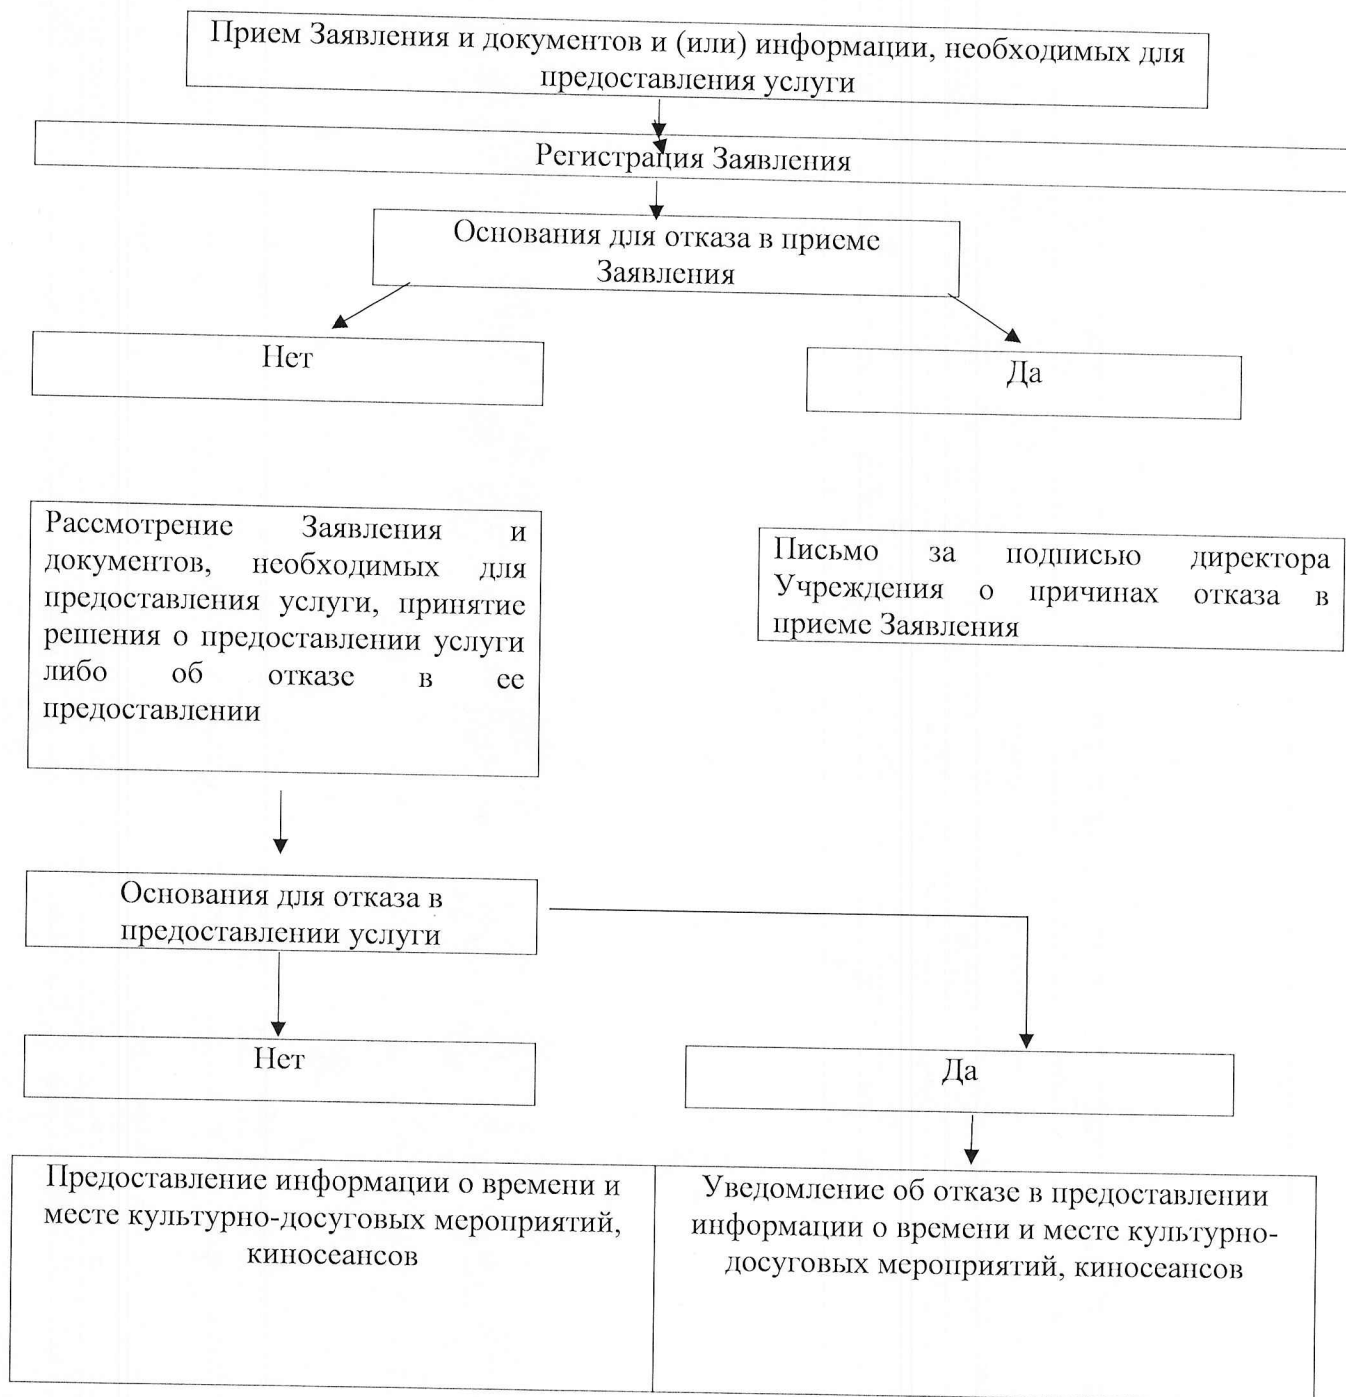 Прием Заявления и документов и (или) информации, необходимых для
предоставления услуги
Регистрация Заявления
Основания для отказа в приеме
Заявления
Нет
Да
Рассмотрение Заявления и
документов, необходимых для
предоставления услуги, принятие
решения о предоставлении услуги
либо об отказе в ее
предоставлении
Письмо за подписью директора
Учреждения о причинах отказа в
приеме Заявления
Основания для отказа в
предоставлении услуги
Нет
Да
Предоставление информации о времени и
месте культурно-досуговых мероприятий,
киносеансов
Уведомление об отказе в предоставлении
информации о времени и месте культурно-
досуговых мероприятий, киносеансов